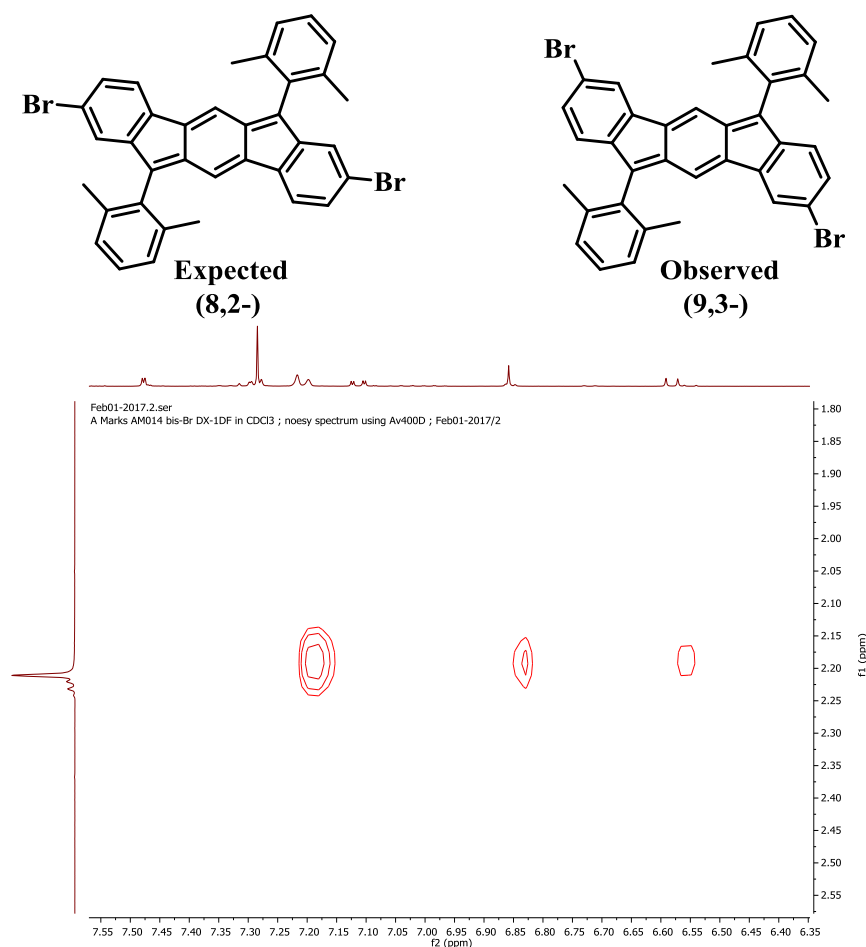 Br
Br
Br
Br
Expected
(8,2-)
Observed
(9,3-)
Feb01-2017.2.ser
A Marks AM014 bis-Br DX-1DF in CDCl3 ; noesy spectrum using Av400D ; Feb01-2017/2
1.80
1.85
1.90
1.95
2.00
2.05
2.10
2.15
2.20
2.25
2.30
2.35
2.40
2.45
2.50
2.55
f1 (ppm)
7.55 7.50 7.45 7.40 7.35 7.30 7.25 7.20 7.15 7.10 7.05 7.00 6.95 6.90 6.85 6.80 6.75 6.70 6.65 6.60 6.55 6.50 6.45 6.40 6.35
f2 (ppm)